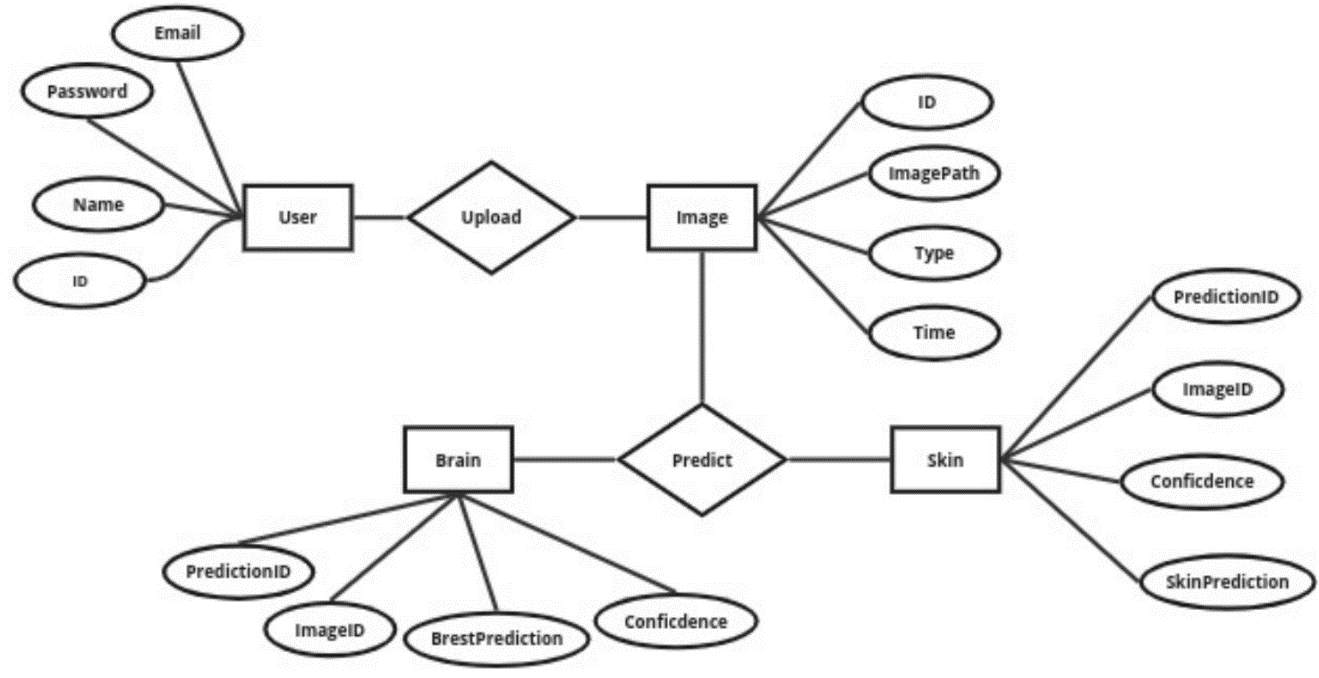 Email
Password
Name
ID
User
Upload
Image
ID
ImagePath
Type
Time
Brain
Predict
Skin
PredictionID
ImageID
Conficdence
SkinPrediction
PredictionID
ImageID
BrestPrediction
Conficdence